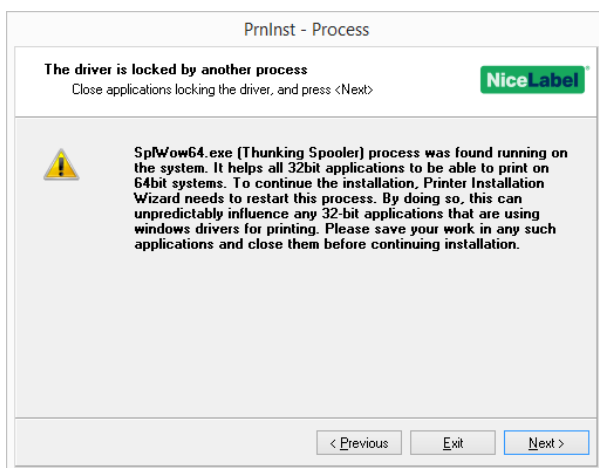 PrnInst - Process
The driver is locked by another process
Close applications locking the driver, and press <Next>
NiceLabel
SplWow64.exe (Thunking Spooler) process was found running on
the system. It helps all 32bit applications to be able to print on
64bit systems. To continue the installation, Printer Installation
Wizard needs to restart this process. By doing so, this can
unpredictably influence any 32-bit applications that are using
windows drivers for printing. Please save your work in any such
applications and close them before continuing installation.
< Previous
Exit
Next >